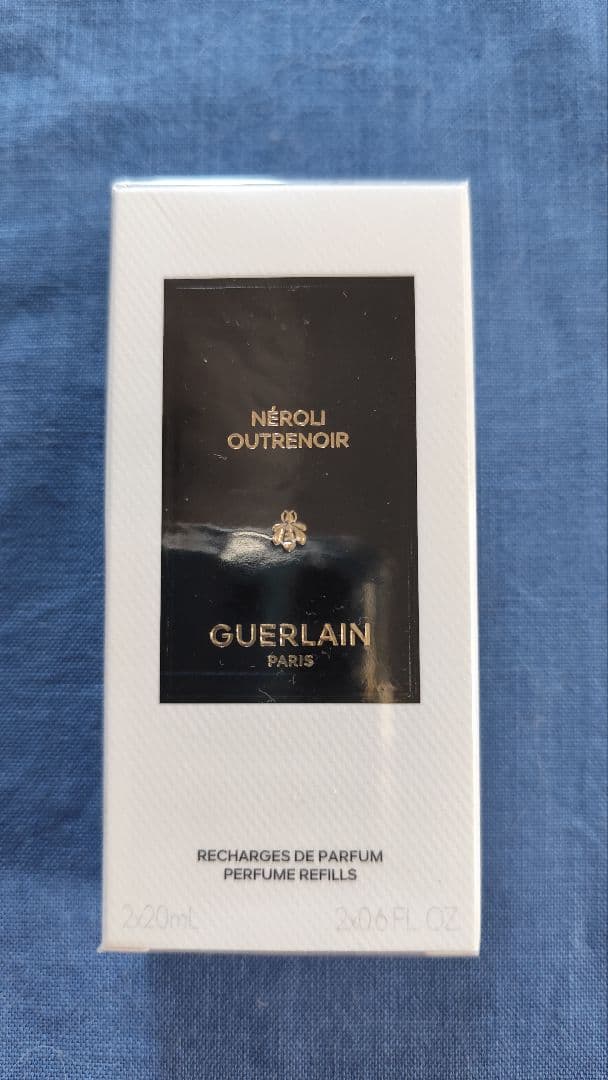 NÉROLI
OUTRENOIR
GUERLAIN
PARIS
RECHARGES DE PARFUM
PERFUME REFILLS
2x20mL 2x0.6 FL. OZ